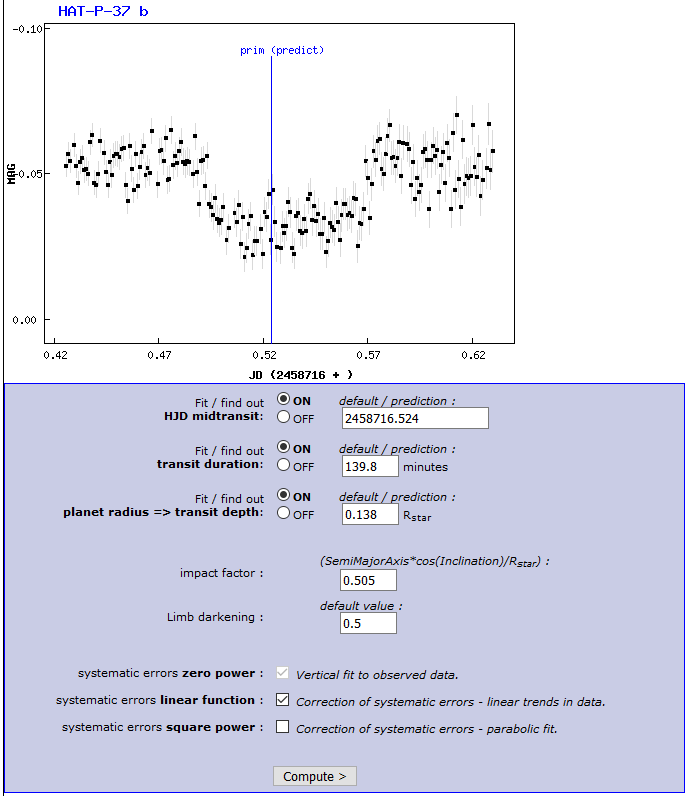 HAT-P-37 b
-0.10
prim (predict)
MAG
-0.05
0.00
0.42 0.47 0.52 0.57 0.62
JD (2458716 + )
Fit / find out ON default / prediction :
HJD midtransit: OFF 2458716.524
Fit / find out ON default / prediction :
transit duration: OFF 139.8 minutes
Fit / find out ON default / prediction :
planet radius => transit depth: OFF 0.138 Rstar
(SemiMajorAxis*cos(Inclination)/Rstar) :
impact factor : 0.505
default value :
Limb darkening : 0.5
systematic errors zero power : Vertical fit to observed data.
systematic errors linear function : Correction of systematic errors - linear trends in data.
systematic errors square power : Correction of systematic errors - parabolic fit.
Compute >